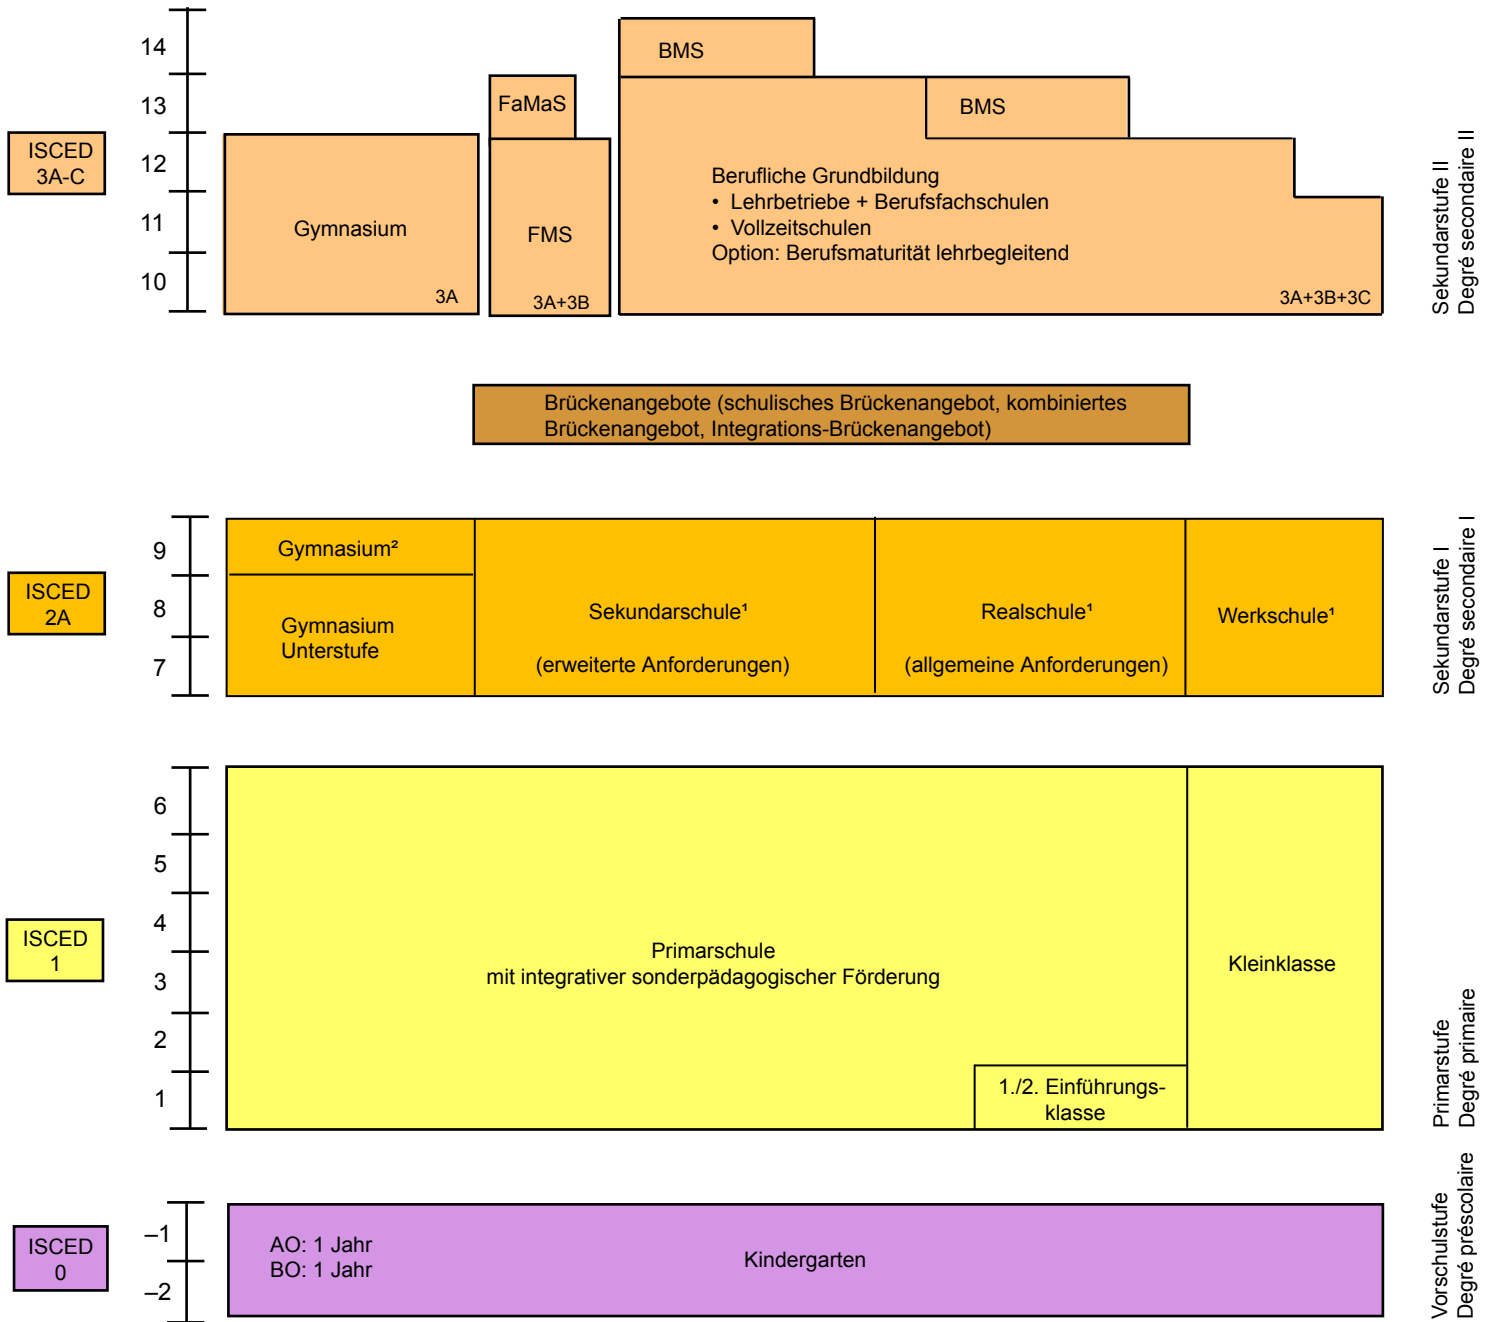 14
BMS
13
FaMaS
BMS
ISCED
3A-C
12
Berufliche Grundbildung
• Lehrbetriebe + Berufsfachschulen
• Vollzeitschulen
Option: Berufsmaturität lehrbegleitend
11
Gymnasium
FMS
10
3A
3A+3B
3A+3B+3C
Sekundarstufe II
Degré secondaire II
Brückenangebote (schulisches Brückenangebot, kombiniertes
Brückenangebot, Integrations-Brückenangebot)
9
Gymnasium²
ISCED
2A
8
Gymnasium
Unterstufe
Sekundarschule¹
(erweiterte Anforderungen)
Realschule¹
(allgemeine Anforderungen)
Werkschule¹
7
Sekundarstufe I
Degré secondaire I
6
5
4
ISCED
1
3
Primarschule
mit integrativer sonderpädagogischer Förderung
Kleinklasse
2
1
1./2. Einführungs-
klasse
Primarstufe
Degré primaire
–1
ISCED
0
AO: 1 Jahr
BO: 1 Jahr
Kindergarten
–2
Vorschulstufe
Degré préscolaire